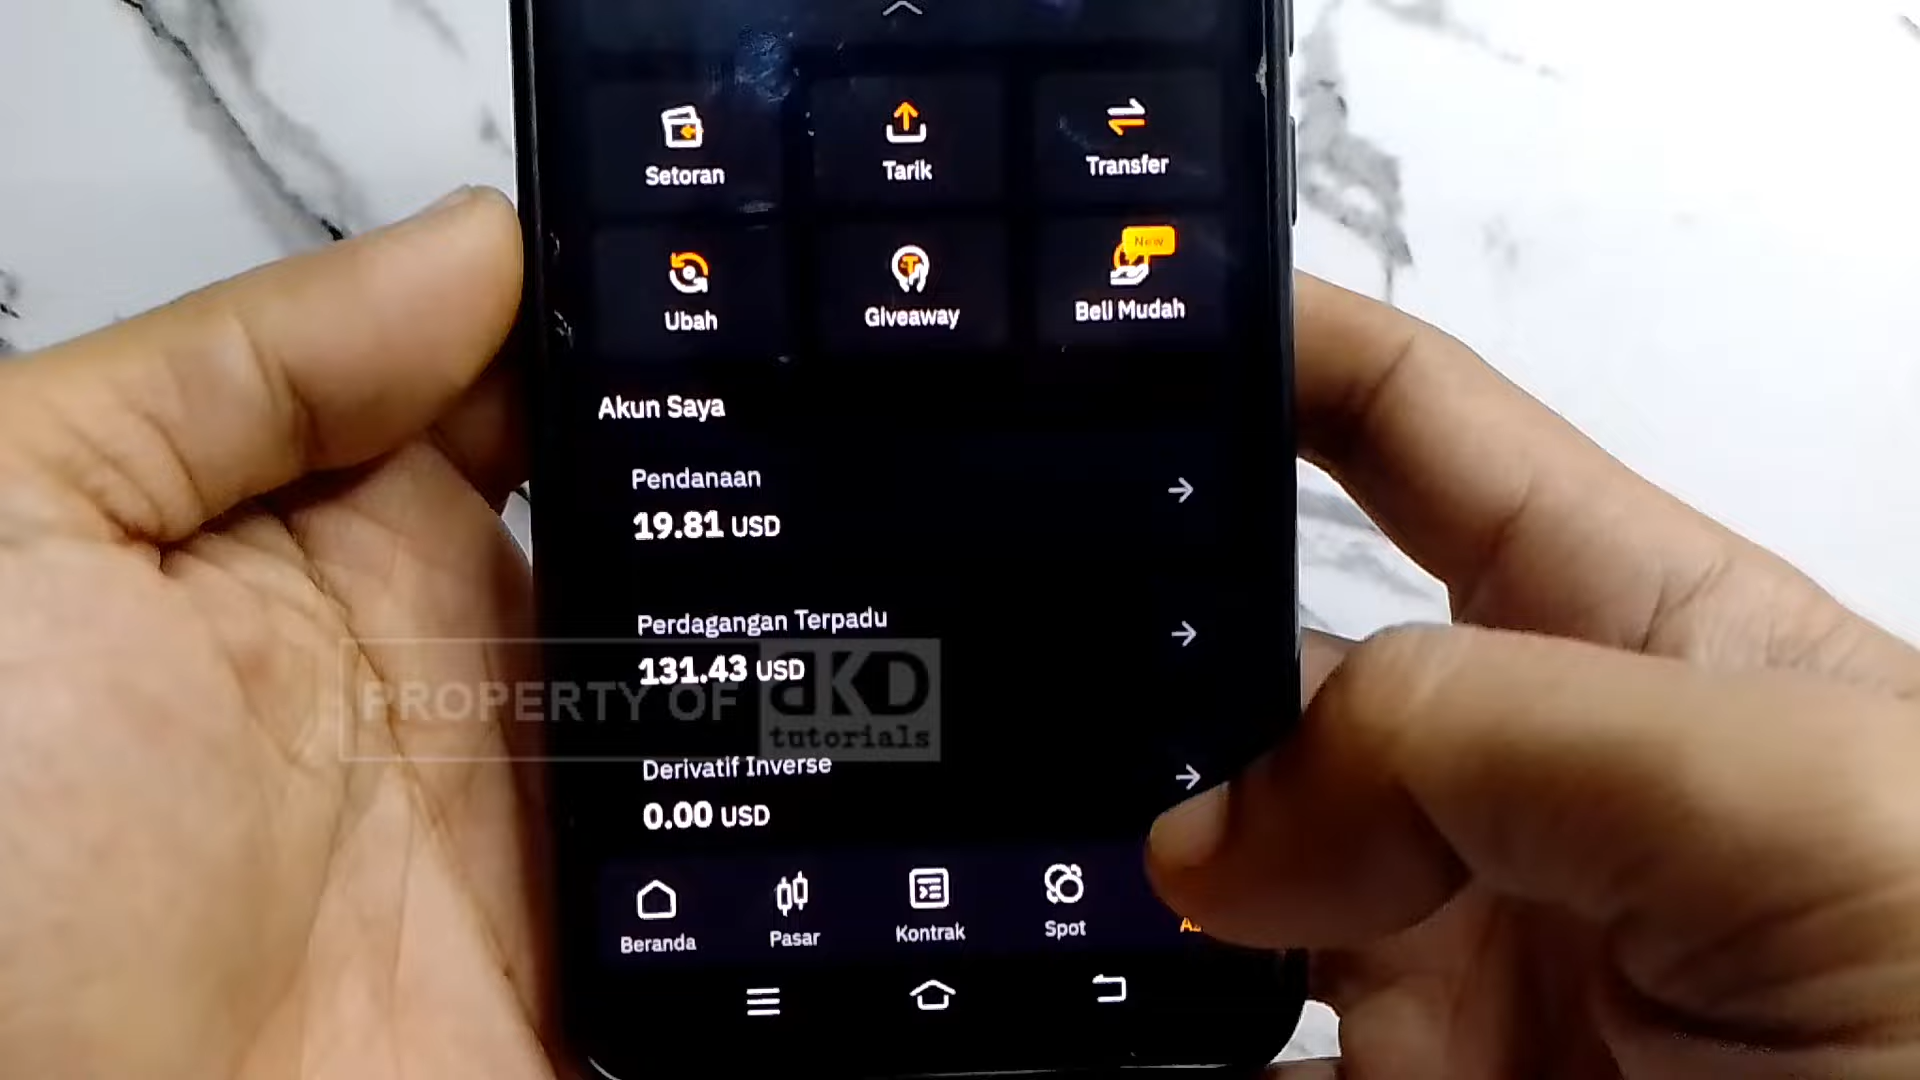 Setoran
Tarik
Transfer
Ubah
Giveaway
New
Beli Mudah
Akun Saya
Pendanaan
19.81 USD
Perdagangan Terpadu
131.43 USD
PROPERTY OF
AKD
tutorials
Derivatif Inverse
0.00 USD
Beranda
Pasar
Kontrak
Spot